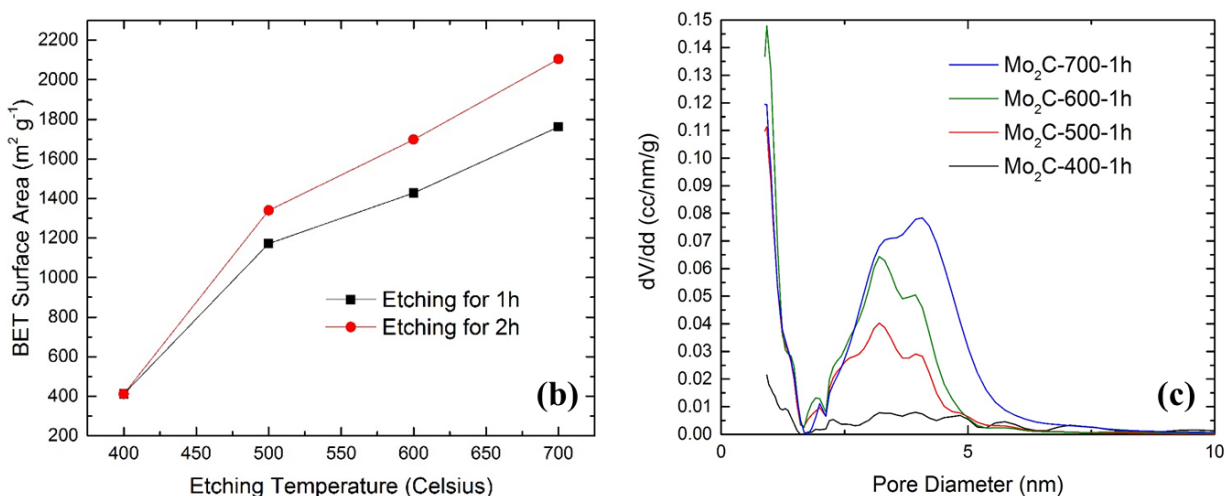 2200
2000
1800
1600
1400
1200
1000
800
600
400
200
BET Surface Area (m² g⁻¹)
Etching for 1h
Etching for 2h
(b)
400 450 500 550 600 650 700
Etching Temperature (Celsius)
0.15
0.14
0.13
0.12
0.11
0.10
0.09
0.08
0.07
0.06
0.05
0.04
0.03
0.02
0.01
0.00
dV/dd (cc/nm/g)
Mo₂C-700-1h
Mo₂C-600-1h
Mo₂C-500-1h
Mo₂C-400-1h
(c)
0 5 10
Pore Diameter (nm)